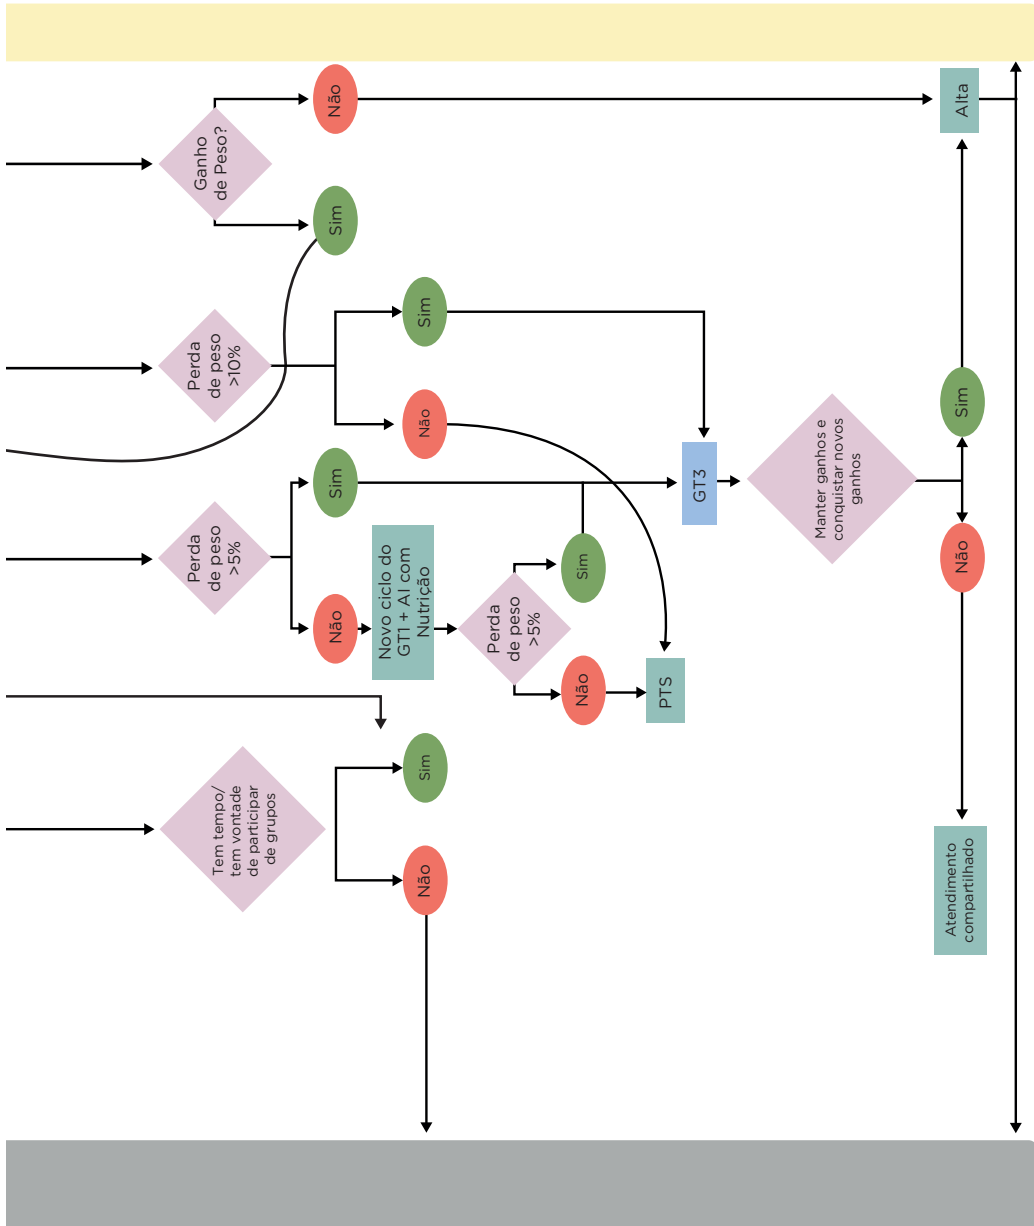 Ganho
de Peso?
Não
Sim
Alta
Perda
de peso
>10%
Sim
Não
Perda
de peso
>5%
Sim
Não
Novo ciclo do
GT1 + AI com
Nutrição
Perda
de peso
>5%
Sim
Não
PTS
GT3
Manter ganhos e
conquistar novos
ganhos
Sim
Não
Atendimento
compartilhado
Tem tempo/
tem vontade
de participar
de grupos
Sim
Não